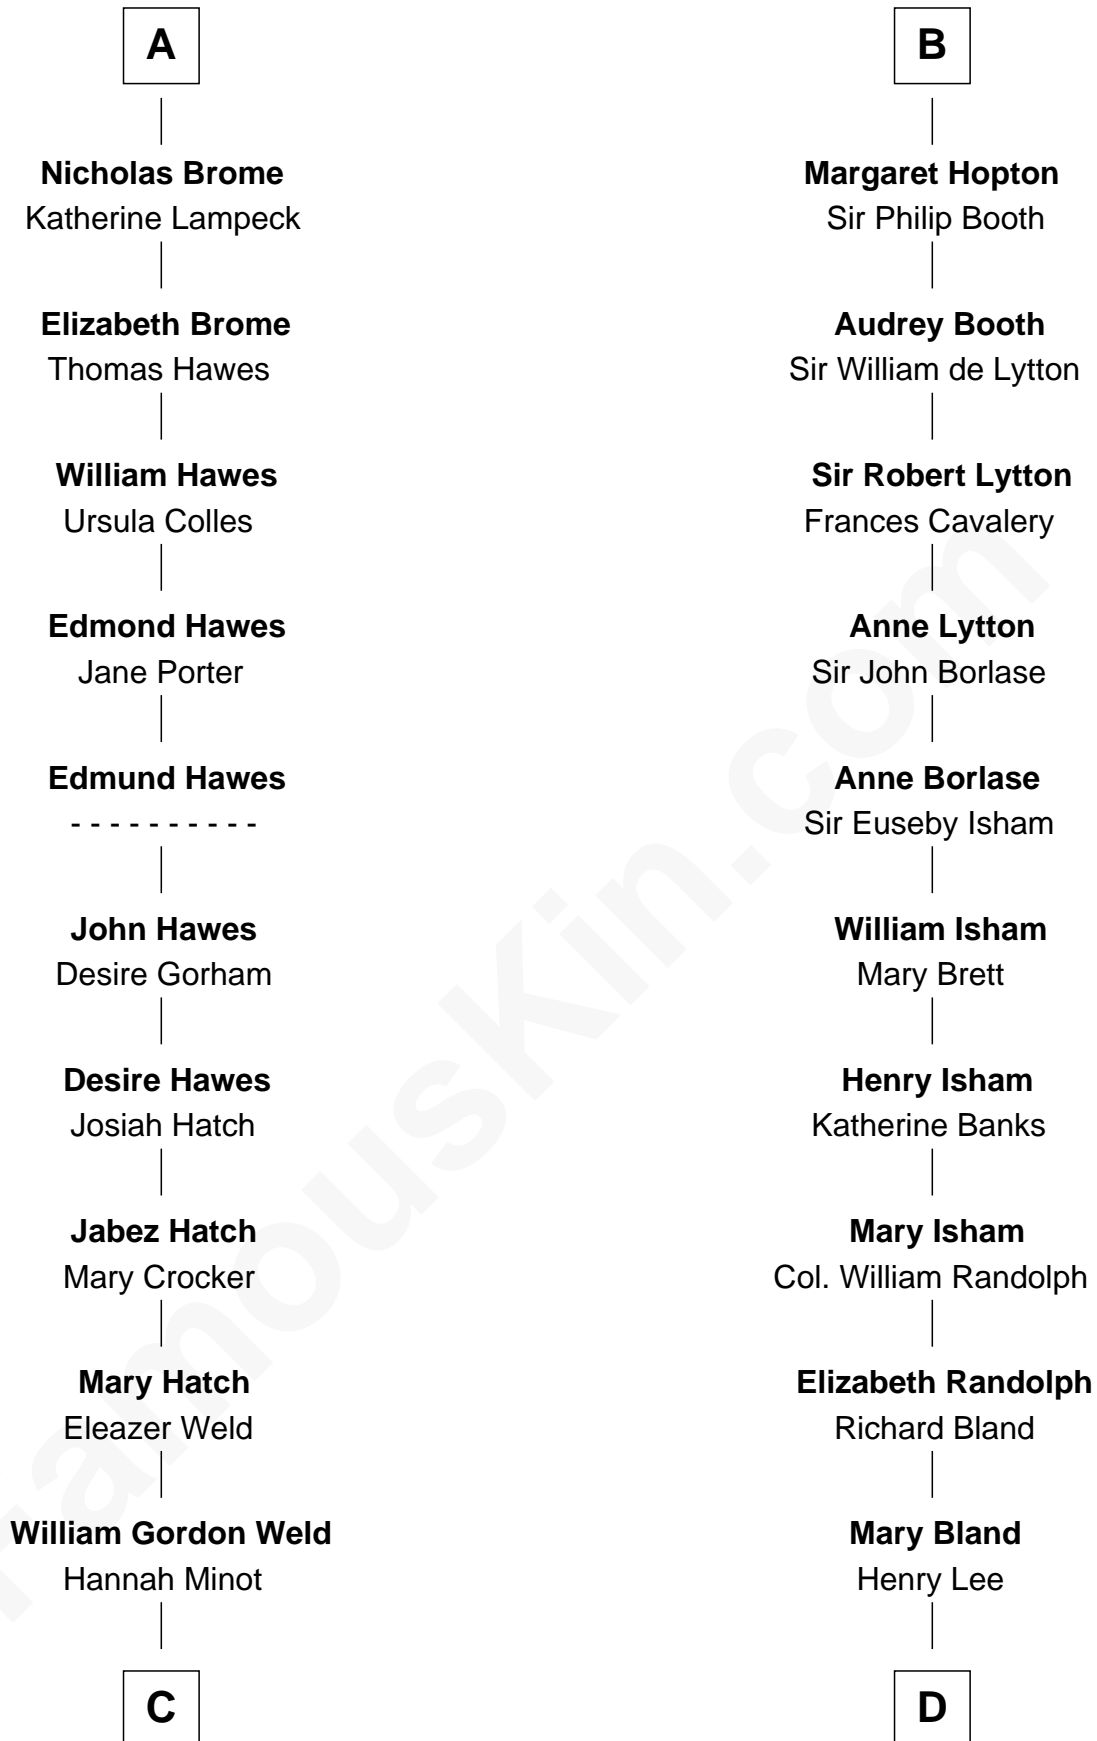 A
Nicholas Brome
Katherine Lampeck
Elizabeth Brome
Thomas Hawes
William Hawes
Ursula Colles
Edmond Hawes
Jane Porter
Edmund Hawes
- - - - - - - - - -
John Hawes
Desire Gorham
Desire Hawes
Josiah Hatch
Jabez Hatch
Mary Crocker
Mary Hatch
Eleazer Weld
William Gordon Weld
Hannah Minot
C
B
Margaret Hopton
Sir Philip Booth
Audrey Booth
Sir William de Lytton
Sir Robert Lytton
Frances Cavalery
Anne Lytton
Sir John Borlase
Anne Borlase
Sir Euseby Isham
William Isham
Mary Brett
Henry Isham
Katherine Banks
Mary Isham
Col. William Randolph
Elizabeth Randolph
Richard Bland
Mary Bland
Henry Lee
D
FamousKin.com